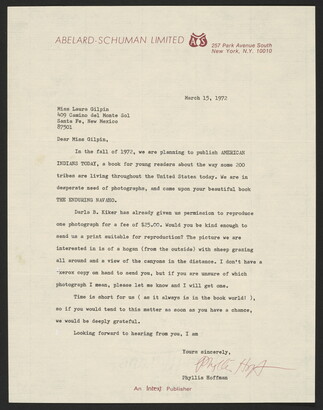 ABELARD-SCHUMAN LIMITED AS
257 Park Avenue South
New York, N.Y. 10010
March 15, 1972
Miss Laura Gilpin
409 Camino del Monte Sol
Santa Fe, New Mexico
87501
Dear Miss Gilpin,
In the fall of 1972, we are planning to publish AMERICAN
INDIANS TODAY, a book for young readers about the way some 200
tribes are living throughout the United States today. We are in
desperate need of photographs, and came upon your beautiful book
THE ENDURING NAVAHO.
Doris B. Kiker has already given us permission to reproduce
one photograph for a fee of $25.00. Would you be kind enough to
send us a print suitable for reproduction? The picture we are
interested in is of a hogan (from the outside) with sheep grazing
all around and a view of the canyons in the distance. I don't have a
xerox copy on hand to send you, but if you are unsure of which
photograph I mean, please let me know and I will get one.
Time is short for us ( as it always is in the book world! ),
so if you would tend to this matter as soon as you have a chance,
we would be deeply grateful.
Looking forward to hearing from you, I am
Yours sincerely,
Phyllis Hoffman
Phyllis Hoffman
An Intext Publisher